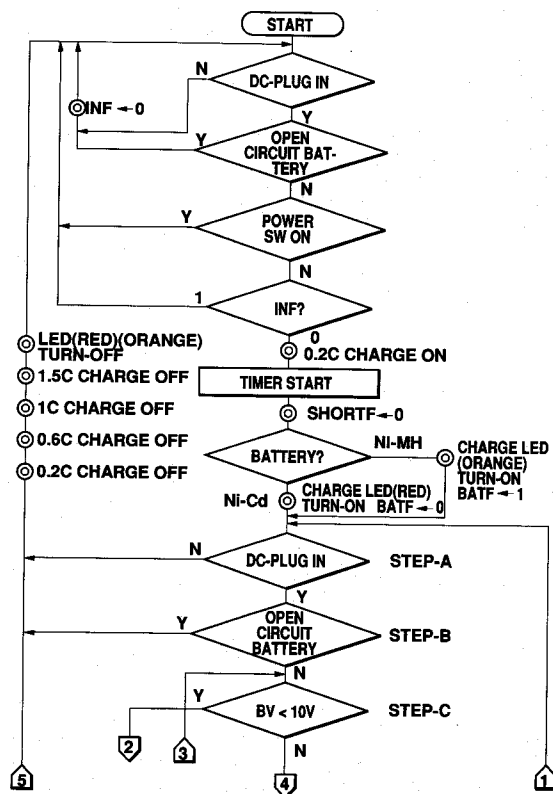 START
N
DC-PLUG IN
INF ←0
Y
Y
OPEN
CIRCUIT BAT-
TERY
N
Y
POWER
SW ON
N
1
INF?
0
LED(RED)(ORANGE)
TURN-OFF
0.2C CHARGE ON
1.5C CHARGE OFF
TIMER START
1C CHARGE OFF
SHORTF←0
0.6C CHARGE OFF
BATTERY?
Ni-MH
CHARGE LED
(ORANGE)
TURN-ON
BATF ←1
0.2C CHARGE OFF
Ni-Cd
CHARGE LED(RED)
TURN-ON BATF ←0
N
DC-PLUG IN
STEP-A
Y
Y
OPEN
CIRCUIT
BATTERY
STEP-B
N
Y
BV < 10V
STEP-C
2
3
N
5
4
1